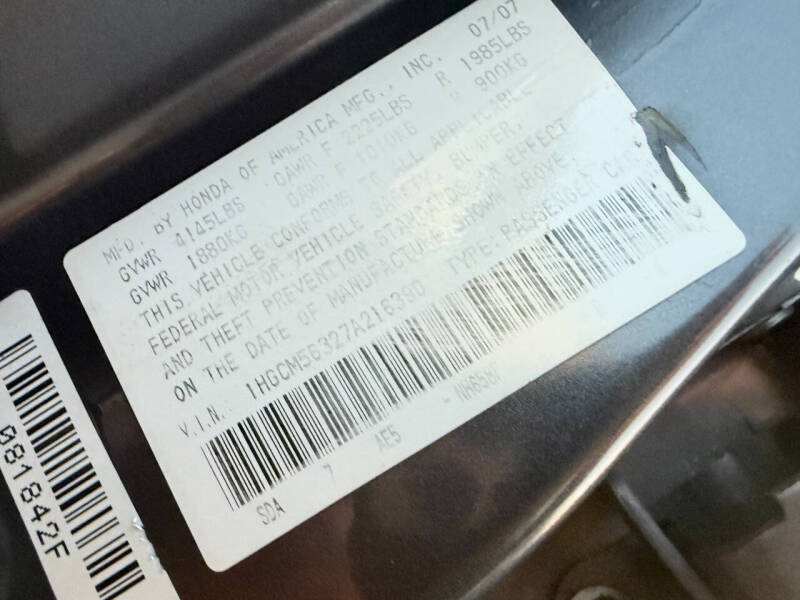 MFD. BY HONDA OF AMERICA MFG., INC. 07/07
GVWR 4145LBS GAWR F 2225LBS R 1985LBS
GVWR 1880KG GAWR F 1010KG R 900KG
THIS VEHICLE CONFORMS TO ALL APPLICABLE
FEDERAL MOTOR VEHICLE SAFETY, BUMPER,
AND THEFT PREVENTION STANDARDS IN EFFECT
ON THE DATE OF MANUFACTURE SHOWN ABOVE.
V.I.N. 1HGCM56327A216390 TYPE: PASSENGER CAR
SDA 7 AE5
081842F